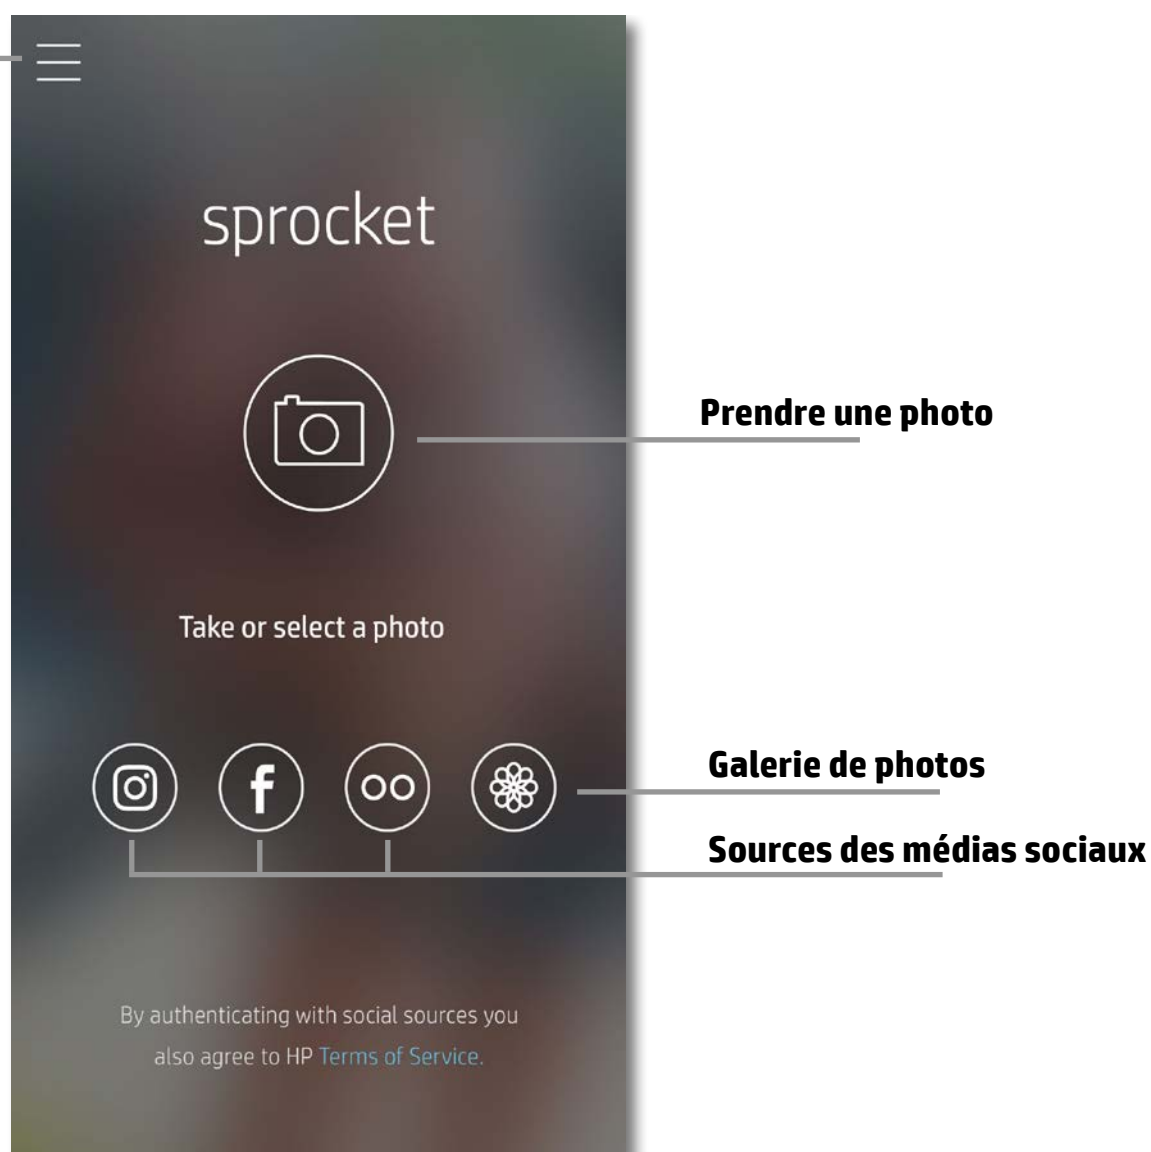 sprocket
Prendre une photo
Take or select a photo
Galerie de photos
Sources des médias sociaux
By authenticating with social sources you
also agree to HP Terms of Service.